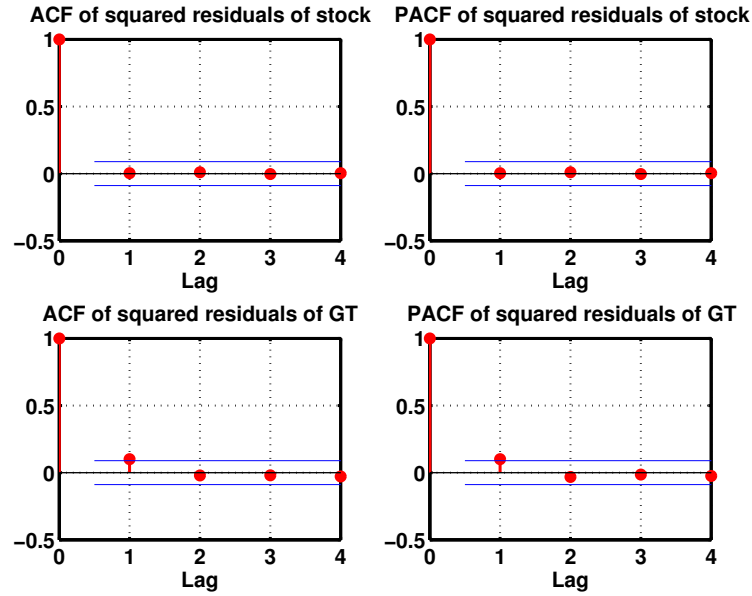 ACF of squared residuals of stock
1
0.5
0
−0.5
0 1 2 3 4
Lag
PACF of squared residuals of stock
1
0.5
0
−0.5
0 1 2 3 4
Lag
ACF of squared residuals of GT
1
0.5
0
−0.5
0 1 2 3 4
Lag
PACF of squared residuals of GT
1
0.5
0
−0.5
0 1 2 3 4
Lag